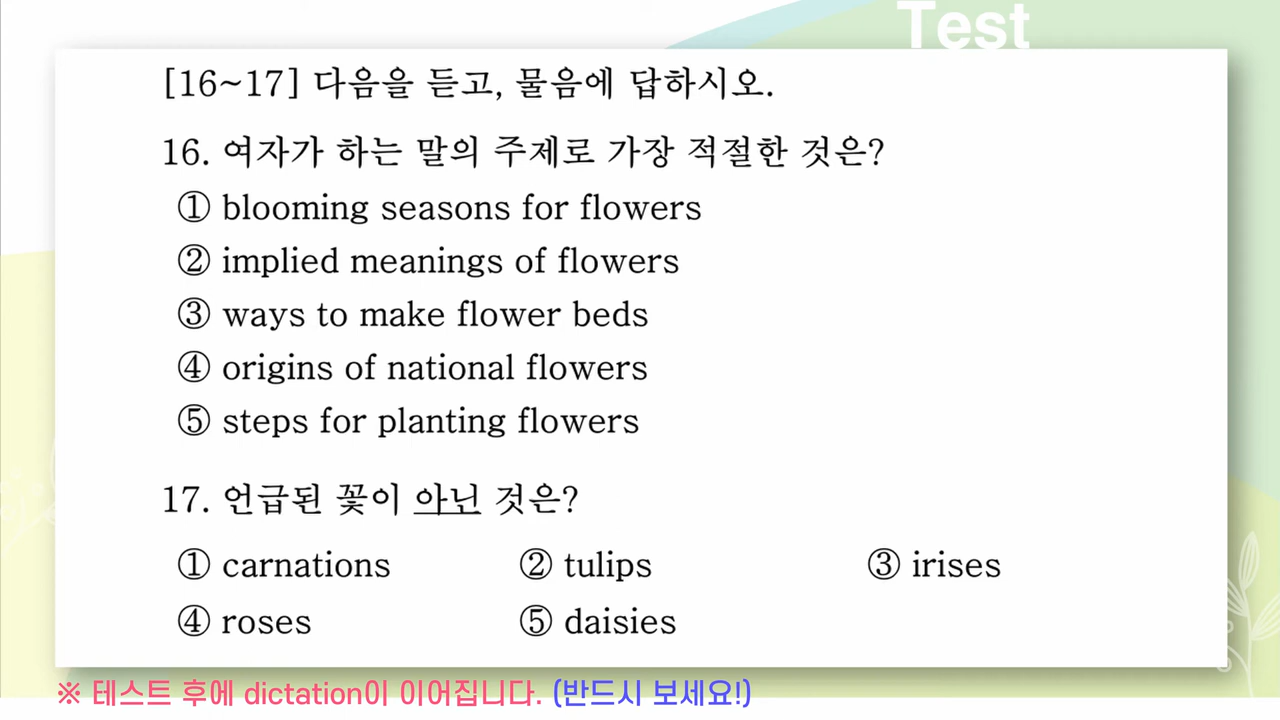 Test
[16~17] 다음을 듣고, 물음에 답하시오.
16. 여자가 하는 말의 주제로 가장 적절한 것은?
① blooming seasons for flowers
② implied meanings of flowers
③ ways to make flower beds
④ origins of national flowers
⑤ steps for planting flowers
17. 언급된 꽃이 아닌 것은?
① carnations ② tulips ③ irises
④ roses ⑤ daisies
※ 테스트 후에 dictation이 이어집니다. (반드시 보세요!)